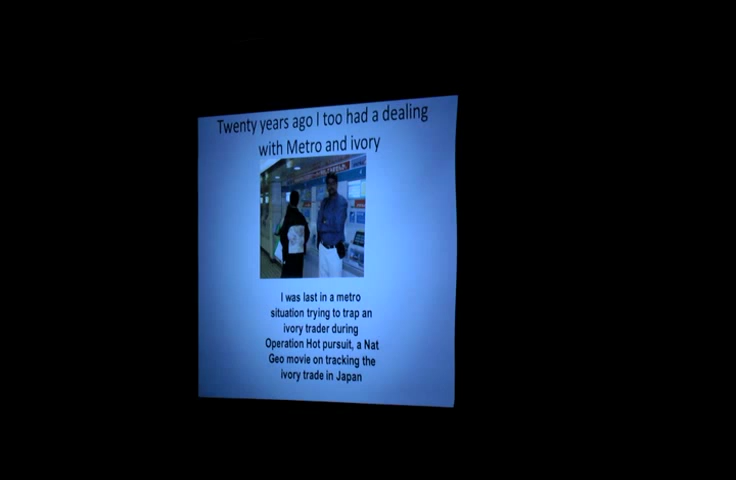 Twenty years ago I too had a dealing
with Metro and ivory
I was last in a metro
situation trying to trap an
ivory trader during
Operation Hot pursuit, a Nat
Geo movie on tracking the
ivory trade in Japan